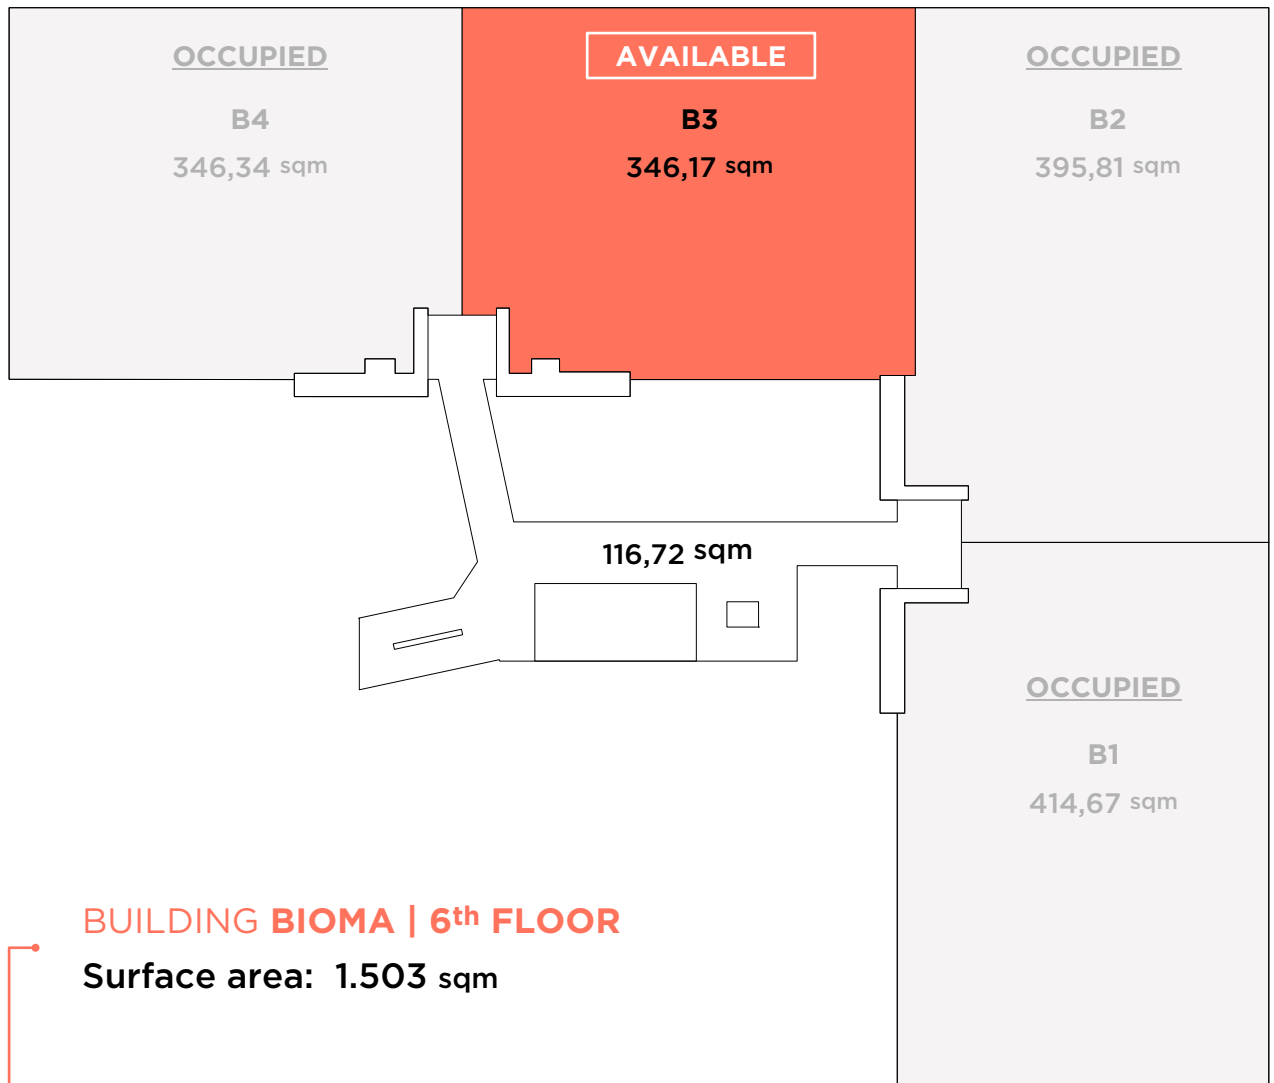 OCCUPIED
B4
346,34 sqm
AVAILABLE
B3
346,17 sqm
OCCUPIED
B2
395,81 sqm
116,72 sqm
OCCUPIED
B1
414,67 sqm
BUILDING BIOMA | 6th FLOOR
Surface area: 1.503 sqm